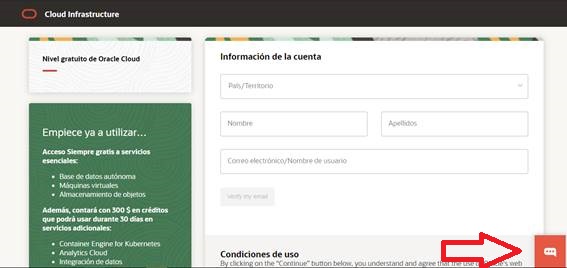 Cloud Infrastructure
Nivel gratuito de Oracle Cloud
Empiece ya a utilizar...
Acceso Siempre gratis a servicios
esenciales:
• Base de datos autónoma
• Máquinas virtuales
• Almacenamiento de objetos
Además, contará con 300 $ en créditos
que podrá usar durante 30 días en
servicios adicionales:
• Container Engine for Kubernetes
• Analytics Cloud
• Integración de datos
Información de la cuenta
País/Territorio
Nombre
Apellidos
Correo electrónico/Nombre de usuario
Verify my email
Condiciones de uso
By clicking on the "Continue" button below, you understand and agree that the use of Oracle's web